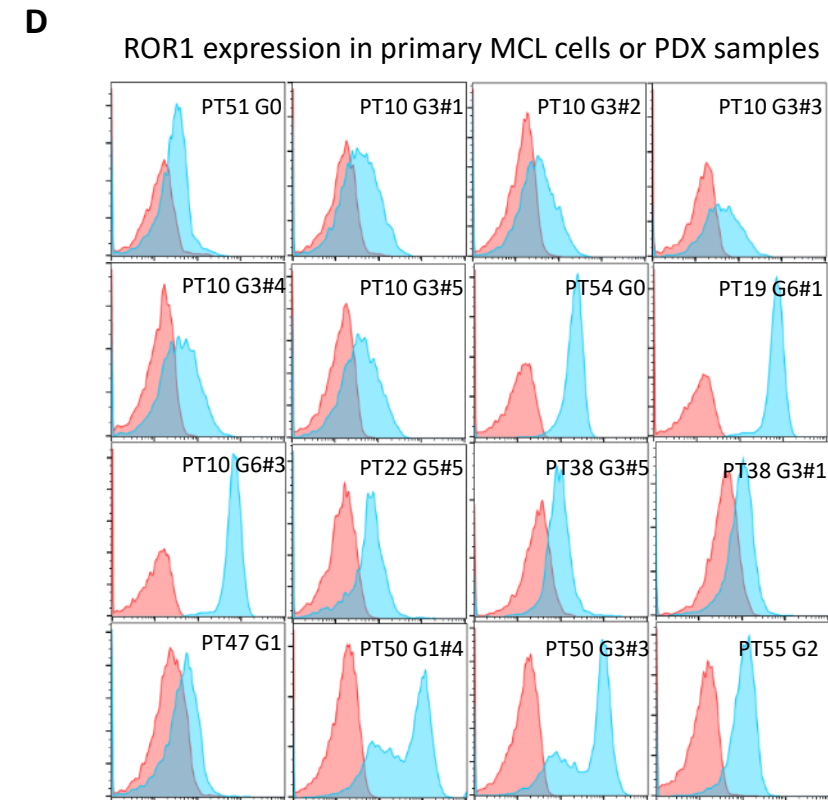 D
ROR1 expression in primary MCL cells or PDX samples
PT51 G0
PT10 G3#1
PT10 G3#2
PT10 G3#3
PT10 G3#4
PT10 G3#5
PT54 G0
PT19 G6#1
PT10 G6#3
PT22 G5#5
PT38 G3#5
PT38 G3#1
PT47 G1
PT50 G1#4
PT50 G3#3
PT55 G2